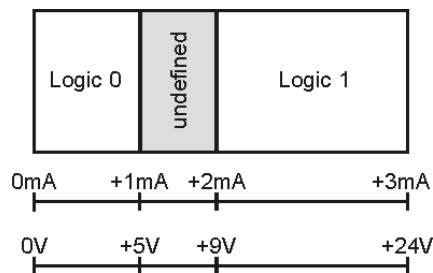 Logic 0
undefined
Logic 1
0mA +1mA +2mA +3mA
0V +5V +9V +24V